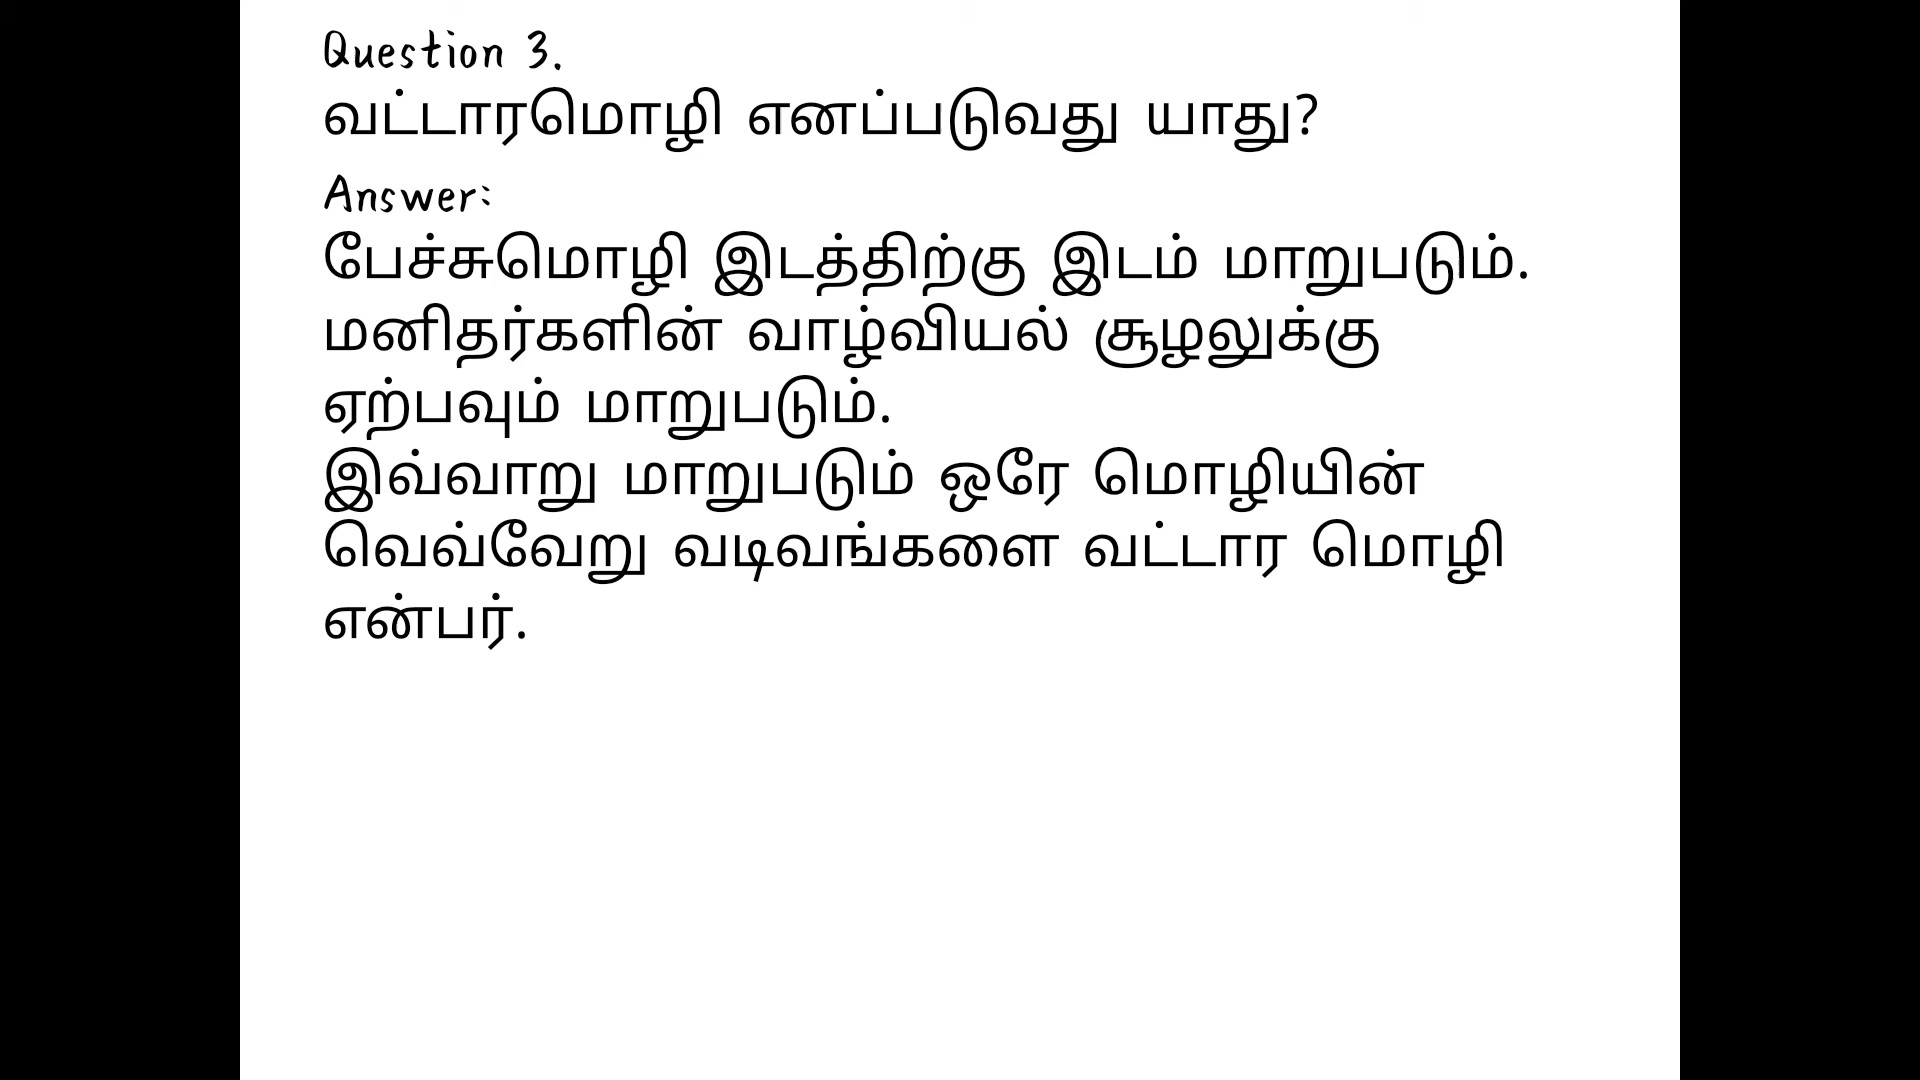 Question 3.
வட்டாரமொழி எனப்படுவது யாது?
Answer:
பேச்சுமொழி இடத்திற்கு இடம் மாறுபடும்.
மனிதர்களின் வாழ்வியல் சூழலுக்கு
ஏற்பவும் மாறுபடும்.
இவ்வாறு மாறுபடும் ஒரே மொழியின்
வெவ்வேறு வடிவங்களை வட்டார மொழி
என்பர்.